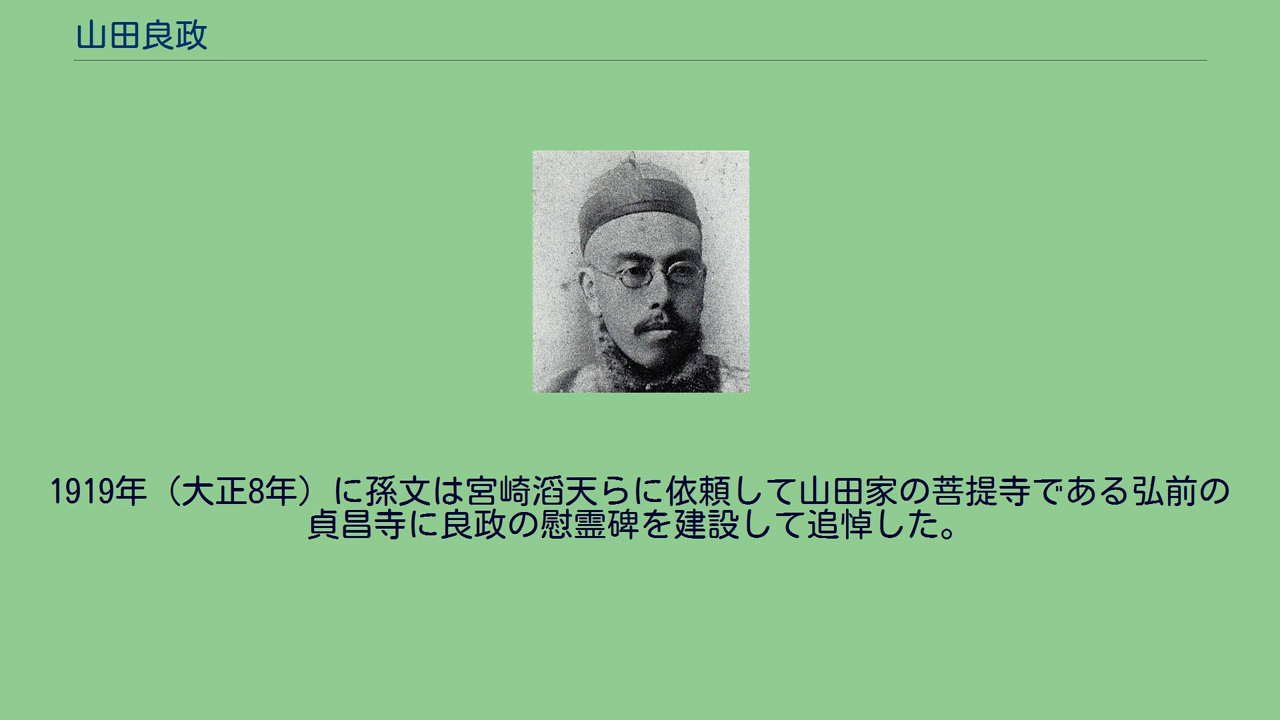 山田良政
1919年（大正8年）に孫文は宮崎滔天らに依頼して山田家の菩提寺である弘前の
貞昌寺に良政の慰霊碑を建設して追悼した。